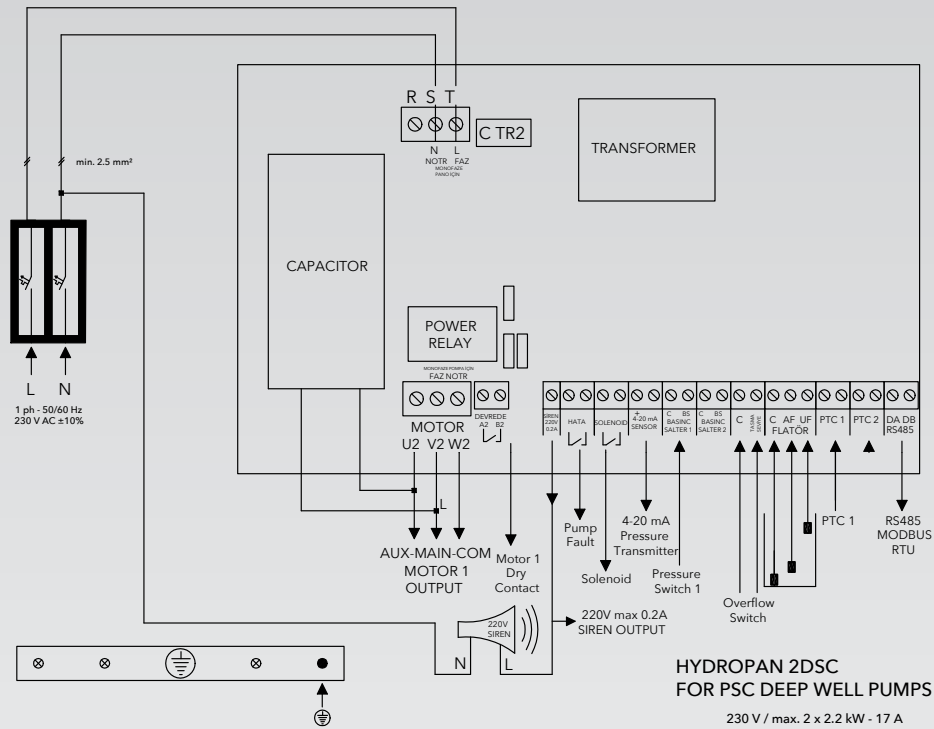 R S T
C TR2
N L
NOTR FAZ
MONOFAZE
PANO İÇİN
TRANSFORMER
min. 2.5 mm²
CAPACITOR
POWER
RELAY
MONOFAZE POMPA İÇİN
FAZ NOTR
L N
1 ph - 50/60 Hz
230 V AC ±10%
MOTOR
U2 V2 W2
DEVREDE
A2 B2
SIREN
220V
0.2A
HATA
SOLENOID
+
4-20 mA
SENSOR
C BS
BASINC
SALTER 1
C BS
BASINC
SALTER 2
C
TASMA
SEVIYE
C AF UF
FLATÖR
PTC 1
PTC 2
DA DB
RS485
L
AUX-MAIN-COM
MOTOR 1
OUTPUT
Motor 1
Dry
Contact
Pump
Fault
Solenoid
4-20 mA
Pressure
Transmitter
Pressure
Switch 1
Overflow
Switch
PTC 1
RS485
MODBUS
RTU
220V
SIREN
N L
220V max 0.2A
SIREN OUTPUT
HYDROPAN 2DSC
FOR PSC DEEP WELL PUMPS
230 V / max. 2 x 2.2 kW - 17 A